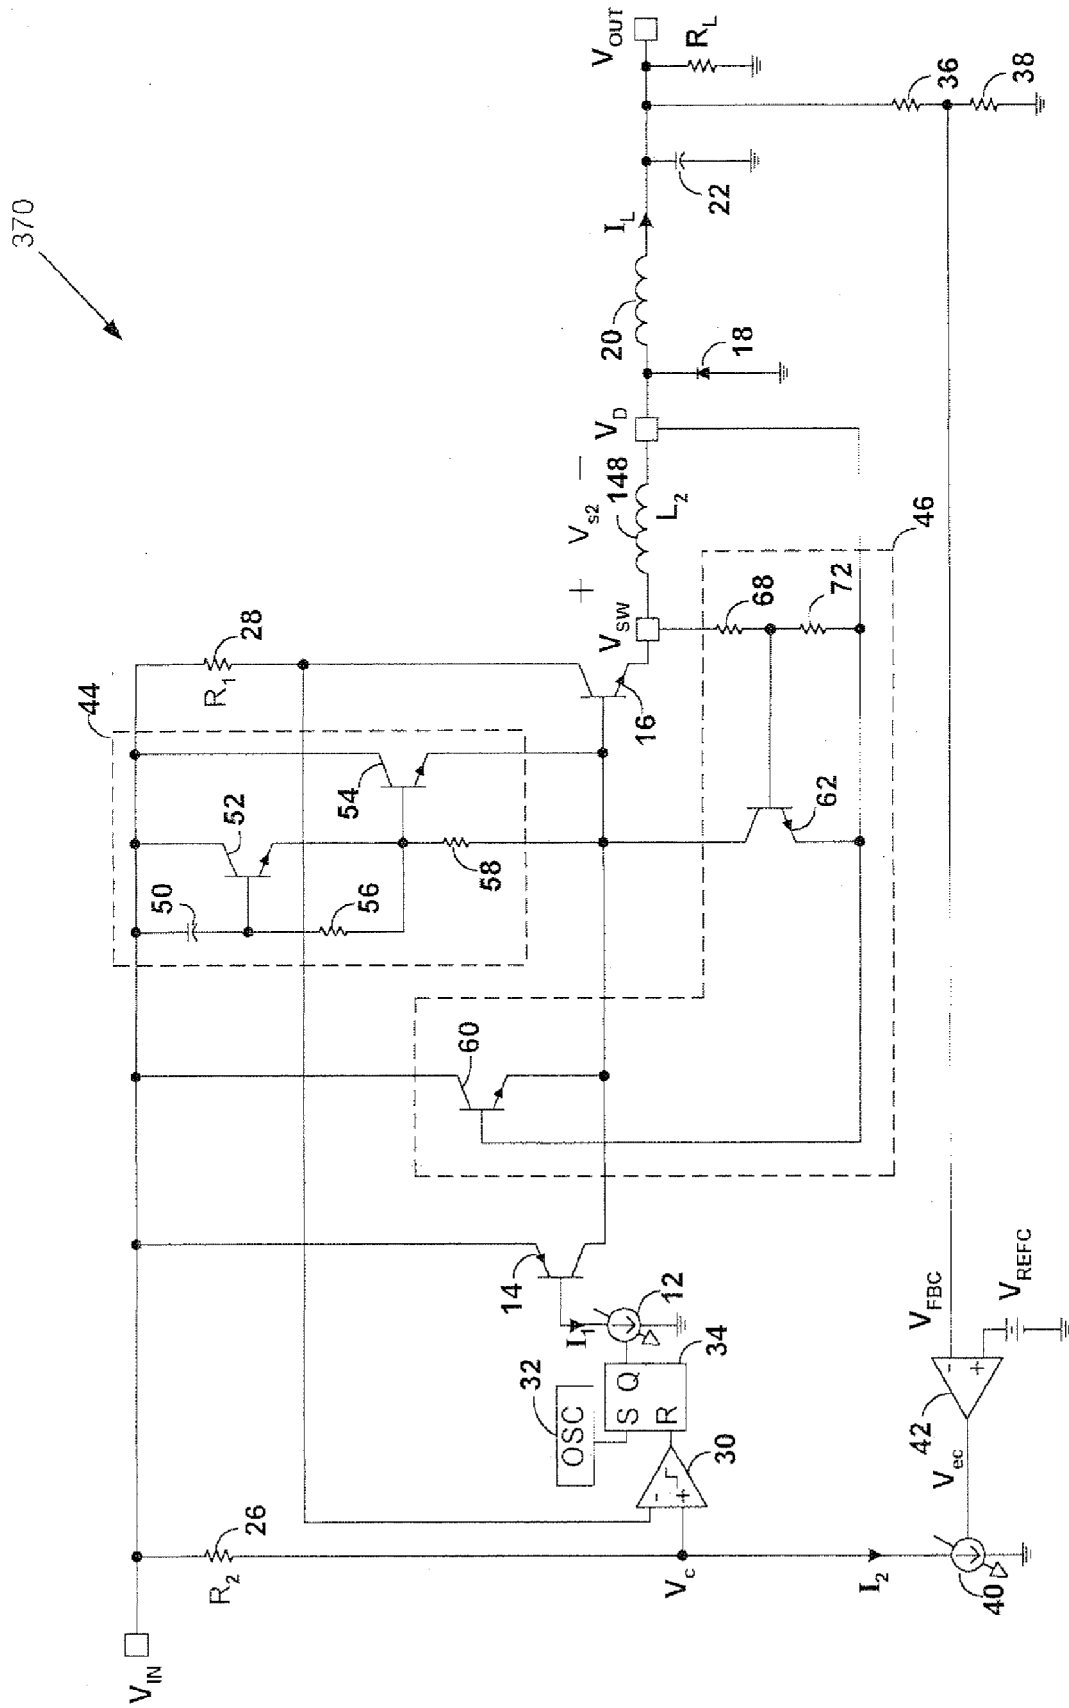 370
V_IN
R_2
26
V_c
I_2
40
V_ec
42
V_FBC
V_REFC
30
OSC
32
S Q
R
34
I_1
12
14
60
44
50
52
54
56
58
R_1
28
16
V_SW
+ V_s2 −
148
L_2
V_D
46
62
68
72
18
20
I_L
22
V_OUT
R_L
36
38
- +
- +